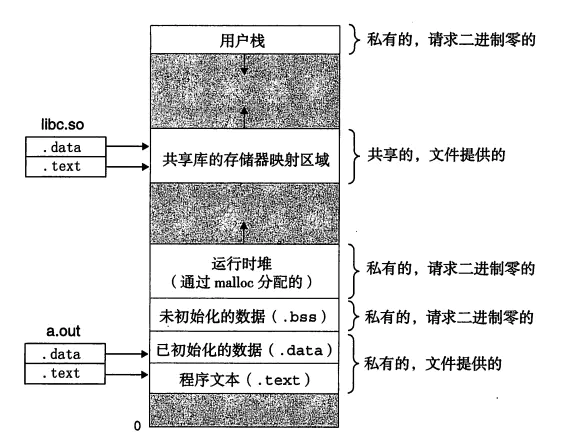 用户栈
私有的，请求二进制零的
libc.so
.data
.text
共享库的存储器映射区域
共享的，文件提供的
运行时堆
（通过 malloc 分配的）
私有的，请求二进制零的
未初始化的数据（.bss）
私有的，请求二进制零的
a.out
.data
.text
已初始化的数据（.data）
程序文本（.text）
私有的，文件提供的
0